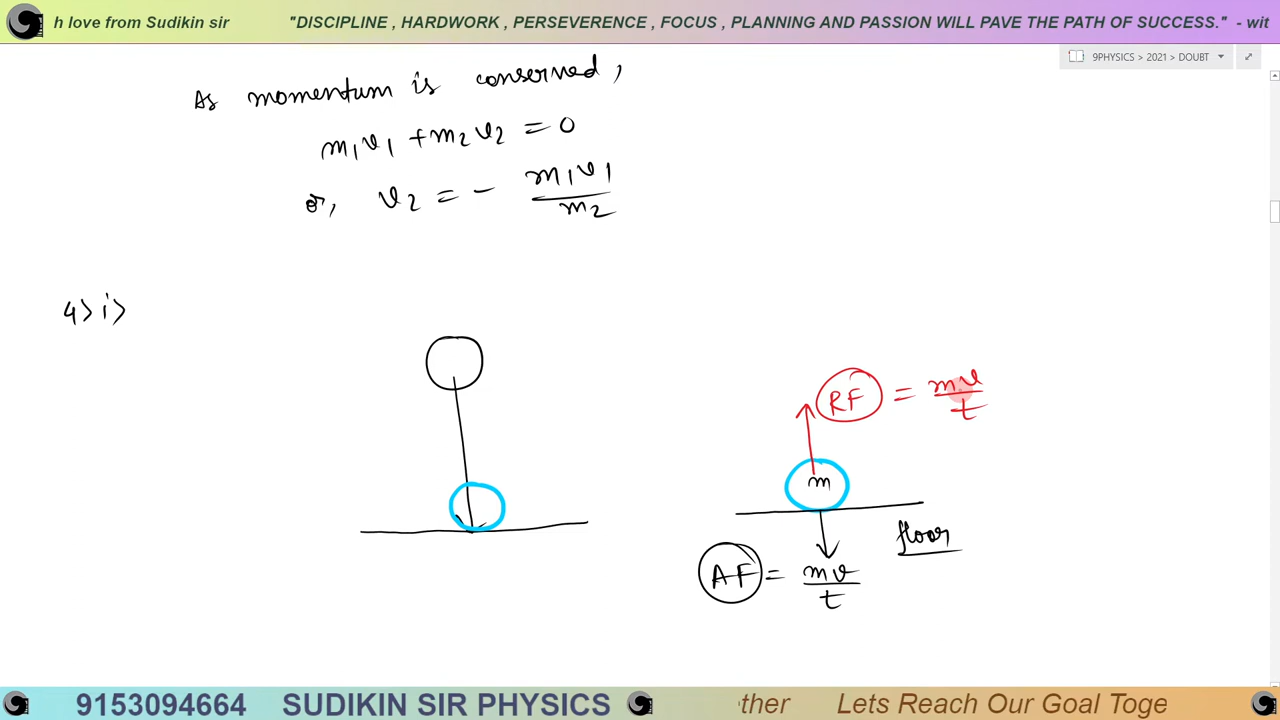 h love from Sudikin sir "DISCIPLINE , HARDWORK , PERSEVERENCE , FOCUS , PLANNING AND PASSION WILL PAVE THE PATH OF SUCCESS." - wit
9PHYSICS > 2021 > DOUBT
As momentum is conserved,
m₁v₁ + m₂v₂ = 0
or, v₂ = - m₁v₁/m₂
4> i>
RF = mv/t
m
floor
AF = mv/t
9153094664 SUDIKIN SIR PHYSICS ther Lets Reach Our Goal Toge